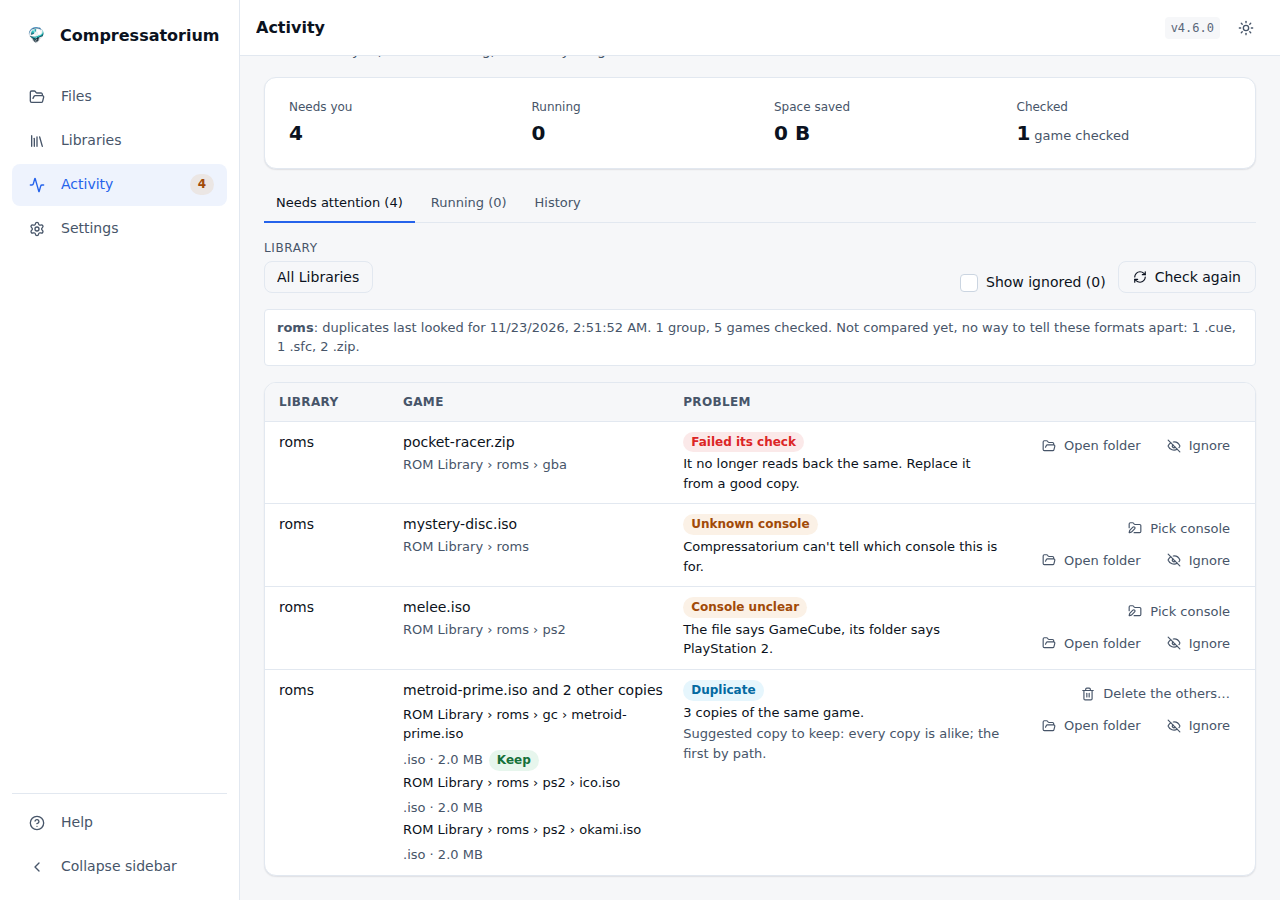 Compressatorium
Activity
v4.6.0
Files
Libraries
Activity
4
Settings
Help
Collapse sidebar
Needs you
4
Running
0
Space saved
0 B
Checked
1 game checked
Needs attention (4)
Running (0)
History
LIBRARY
All Libraries
Show ignored (0)
Check again
roms: duplicates last looked for 11/23/2026, 2:51:52 AM. 1 group, 5 games checked. Not compared yet, no way to tell these formats apart: 1 .cue,
1 .sfc, 2 .zip.
LIBRARY
GAME
PROBLEM
roms
pocket-racer.zip
ROM Library › roms › gba
Failed its check
It no longer reads back the same. Replace it
from a good copy.
Open folder
Ignore
roms
mystery-disc.iso
ROM Library › roms
Unknown console
Compressatorium can't tell which console this is
for.
Pick console
Open folder
Ignore
roms
melee.iso
ROM Library › roms › ps2
Console unclear
The file says GameCube, its folder says
PlayStation 2.
Pick console
Open folder
Ignore
roms
metroid-prime.iso and 2 other copies
ROM Library › roms › gc › metroid-
prime.iso
.iso · 2.0 MB Keep
ROM Library › roms › ps2 › ico.iso
.iso · 2.0 MB
ROM Library › roms › ps2 › okami.iso
.iso · 2.0 MB
Duplicate
3 copies of the same game.
Suggested copy to keep: every copy is alike; the
first by path.
Delete the others…
Open folder
Ignore